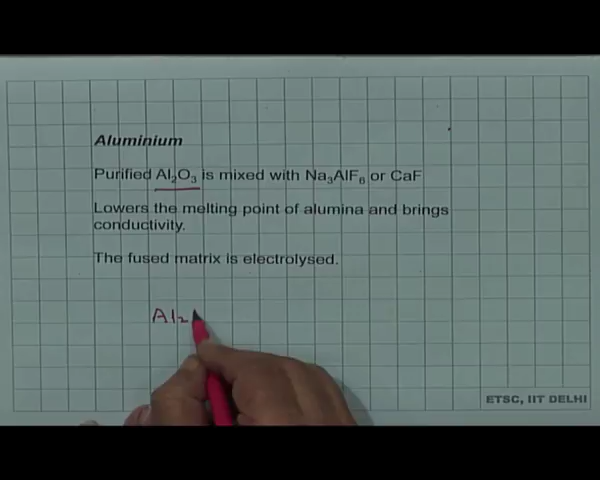 Aluminium
Purified Al₂O₃ is mixed with Na₃AlF₆ or CaF
Lowers the melting point of alumina and brings
conductivity.
The fused matrix is electrolysed.
Al₂
ETSC, IIT DELHI